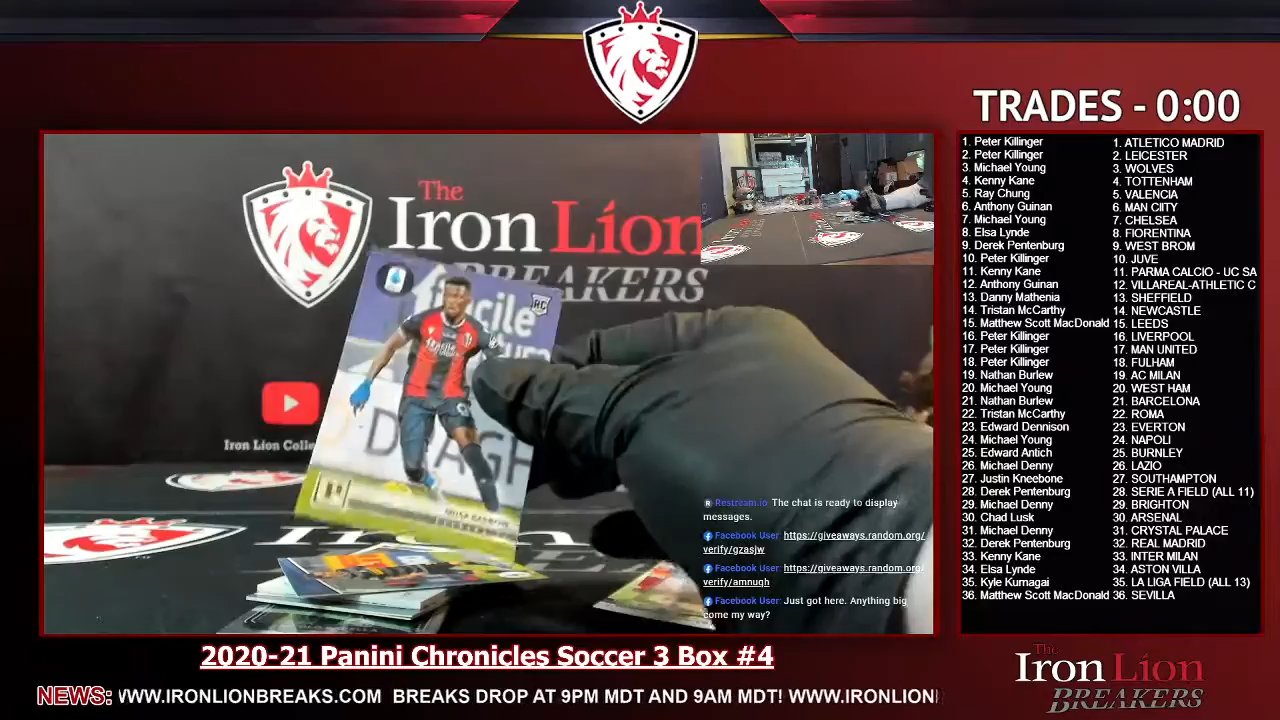 TRADES - 0:00
The
Iron Lion
BREAKERS
Iron Lion Colle
RC
1. Peter Killinger 1. ATLETICO MADRID
2. Peter Killinger 2. LEICESTER
3. Michael Young 3. WOLVES
4. Kenny Kane 4. TOTTENHAM
5. Ray Chung 5. VALENCIA
6. Anthony Guinan 6. MAN CIITY
7. Michael Young 7. CHELSEA
8. Elsa Lynde 8. FIORENTINA
9. Derek Pentenburg 9. WEST BROM
10. Peter Killinger 10. JUVE
11. Kenny Kane 11. PARMA CALCIO - UC SA
12. Anthony Guinan 12. VILLAREAL-ATHLETIC C
13. Danny Mathenia 13. SHEFFIELD
14. Tristan McCarthy 14. NEWCASTLE
15. Matthew Scott MacDonald 15. LEEDS
16. Peter Killinger 16. LIVERPOOL
17. Peter Killinger 17. MAN UNITED
18. Peter Killinger 18. FULHAM
19. Nathan Burlew 19. AC MILAN
20. Michael Young 20. WEST HAM
21. Nathan Burlew 21. BARCELONA
22. Tristan McCarthy 22. ROMA
23. Edward Dennison 23. EVERTON
24. Michael Young 24. NAPOLI
25. Edward Antich 25. BURNLEY
26. Michael Denny 26. LAZIO
27. Justin Kneebone 27. SOUTHAMPTON
28. Derek Pentenburg 28. SERIE A FIELD (ALL 11)
29. Michael Denny 29. BRIGHTON
30. Chad Lusk 30. ARSENAL
31. Michael Denny 31. CRYSTAL PALACE
32. Derek Pentenburg 32. REAL MADRID
33. Kenny Kane 33. INTER MILAN
34. Elsa Lynde 34. ASTON VILLA
35. Kyle Kumagai 35. LA LIGA FIELD (ALL 13)
36. Matthew Scott MacDonald 36. SEVILLA
Restream.io The chat is ready to display
messages.
Facebook User: https://giveaways.random.org/
verify/gzasjw
Facebook User: https://giveaways.random.org/
verify/amnuqh
Facebook User: Just got here. Anything big
come my way?
2020-21 Panini Chronicles Soccer 3 Box #4
NEWS: WWW.IRONLIONBREAKS.COM BREAKS DROP AT 9PM MDT AND 9AM MDT! WWW.IRONLION
The
Iron Lion
BREAKERS